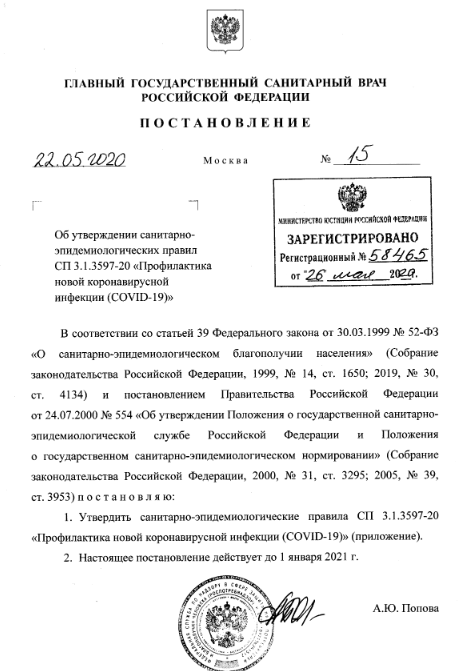 ГЛАВНЫЙ ГОСУДАРСТВЕННЫЙ САНИТАРНЫЙ ВРАЧ
РОССИЙСКОЙ ФЕДЕРАЦИИ
ПОСТАНОВЛЕНИЕ
22.05.2020 Москва № 15
МИНИСТЕРСТВО ЮСТИЦИИ РОССИЙСКОЙ ФЕДЕРАЦИИ
ЗАРЕГИСТРИРОВАНО
Регистрационный № 58465
от "26 мая 2020.
Об утверждении санитарно-
эпидемиологических правил
СП 3.1.3597-20 «Профилактика
новой коронавирусной
инфекции (COVID-19)»
В соответствии со статьей 39 Федерального закона от 30.03.1999 № 52-ФЗ
«О санитарно-эпидемиологическом благополучии населения» (Собрание
законодательства Российской Федерации, 1999, № 14, ст. 1650; 2019, № 30,
ст. 4134) и постановлением Правительства Российской Федерации
от 24.07.2000 № 554 «Об утверждении Положения о государственной санитарно-
эпидемиологической службе Российской Федерации и Положения
о государственном санитарно-эпидемиологическом нормировании» (Собрание
законодательства Российской Федерации, 2000, № 31, ст. 3295; 2005, № 39,
ст. 3953) постановляю:
1. Утвердить санитарно-эпидемиологические правила СП 3.1.3597-20
«Профилактика новой коронавирусной инфекции (COVID-19)» (приложение).
2. Настоящее постановление действует до 1 января 2021 г.
А.Ю. Попова